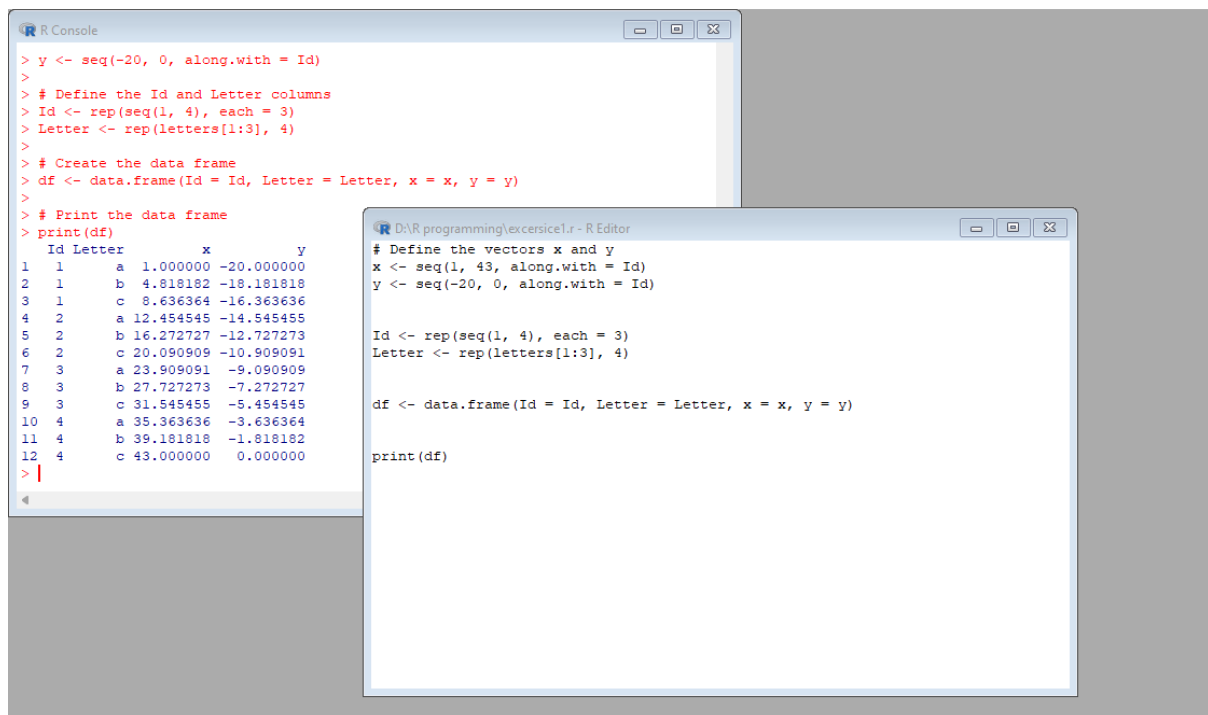 R Console
> y <- seq(-20, 0, along.with = Id)
>
> # Define the Id and Letter columns
> Id <- rep(seq(1, 4), each = 3)
> Letter <- rep(letters[1:3], 4)
>
> # Create the data frame
> df <- data.frame(Id = Id, Letter = Letter, x = x, y = y)
>
> # Print the data frame
> print(df)
   Id Letter         x          y
1   1      a  1.000000 -20.000000
2   1      b  4.818182 -18.181818
3   1      c  8.636364 -16.363636
4   2      a 12.454545 -14.545455
5   2      b 16.272727 -12.727273
6   2      c 20.090909 -10.909091
7   3      a 23.909091  -9.090909
8   3      b 27.727273  -7.272727
9   3      c 31.545455  -5.454545
10  4      a 35.363636  -3.636364
11  4      b 39.181818  -1.818182
12  4      c 43.000000   0.000000
>
D:\R programming\excersice1.r - R Editor
# Define the vectors x and y
x <- seq(1, 43, along.with = Id)
y <- seq(-20, 0, along.with = Id)
Id <- rep(seq(1, 4), each = 3)
Letter <- rep(letters[1:3], 4)
df <- data.frame(Id = Id, Letter = Letter, x = x, y = y)
print(df)